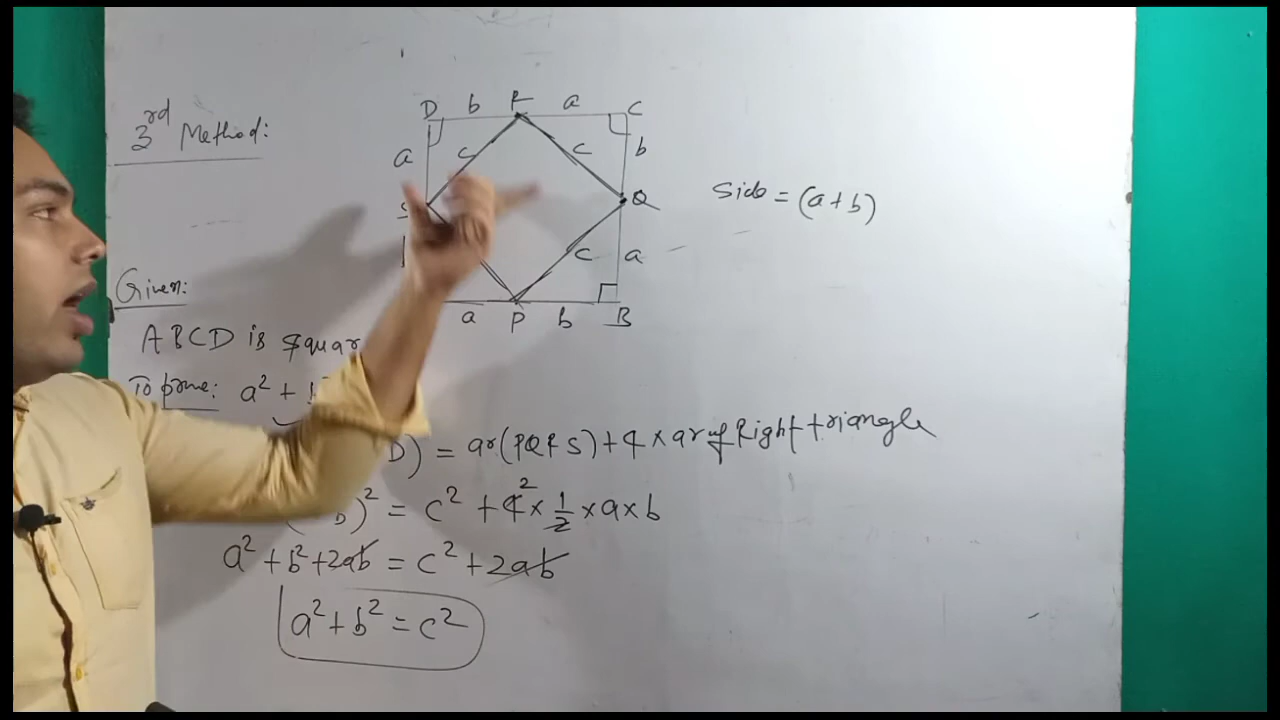 3rd Method:
D b R a C
a c c b
S Q Side = (a+b)
c a
a P b B
Given:
ABCD is squar
To prove: a² +
D) = ar(PQRS) + 4 × ar of Right triangle
b)² = c² + 4² × 1/2 × a × b
a² + b² + 2ab = c² + 2ab
a² + b² = c²